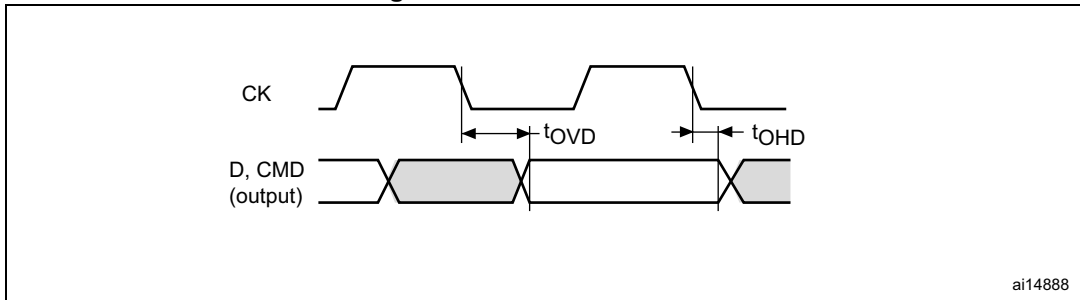 CK
tOVD
tOHD
D, CMD
(output)
ai14888